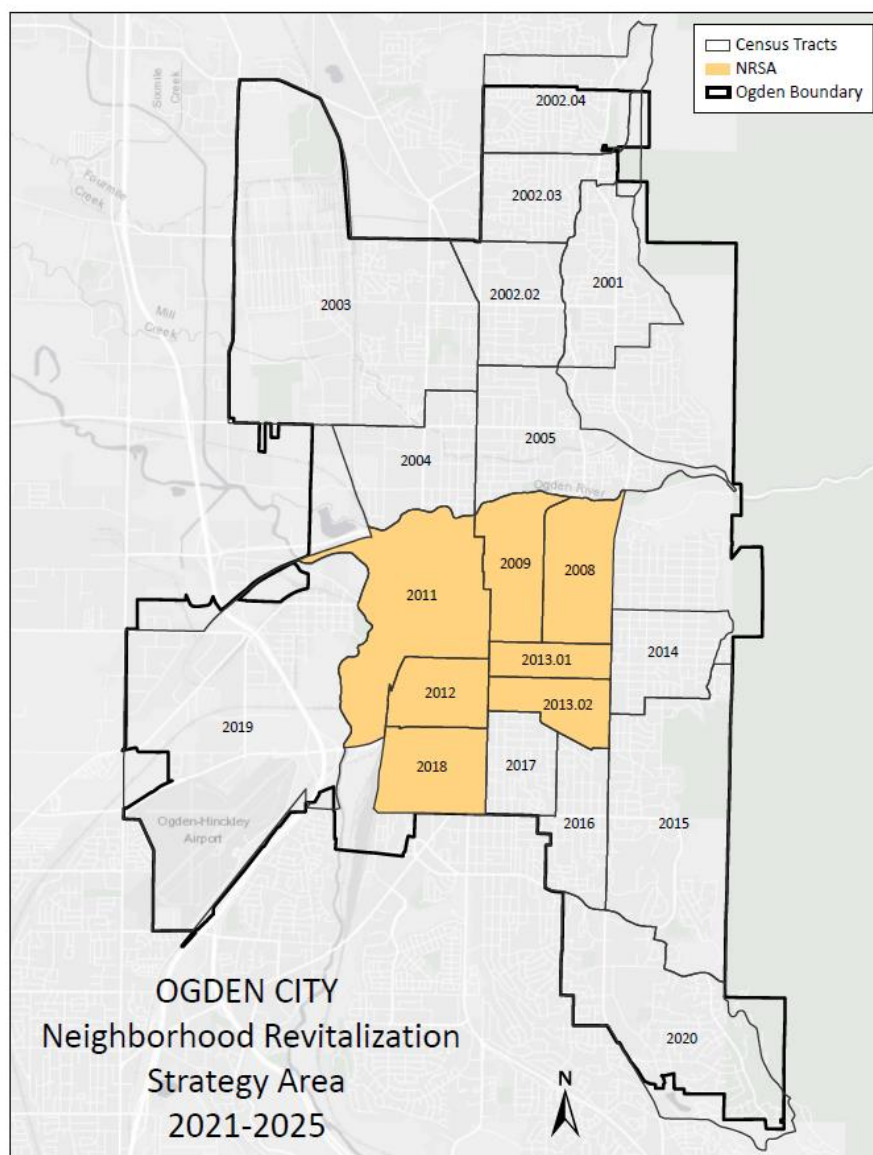 Census Tracts
NRSA
Ogden Boundary
Sixmile
Creek
2002.04
Fourmile
Creek
2002.03
2001
2002.02
2003
Mill
Creek
2005
2004
Ogden River
2009
2008
2011
2014
2013.01
2012
2013.02
2019
2017
2018
2016
2015
Ogden-Hinckley
Airport
2020
OGDEN CITY
Neighborhood Revitalization
Strategy Area
2021-2025
N